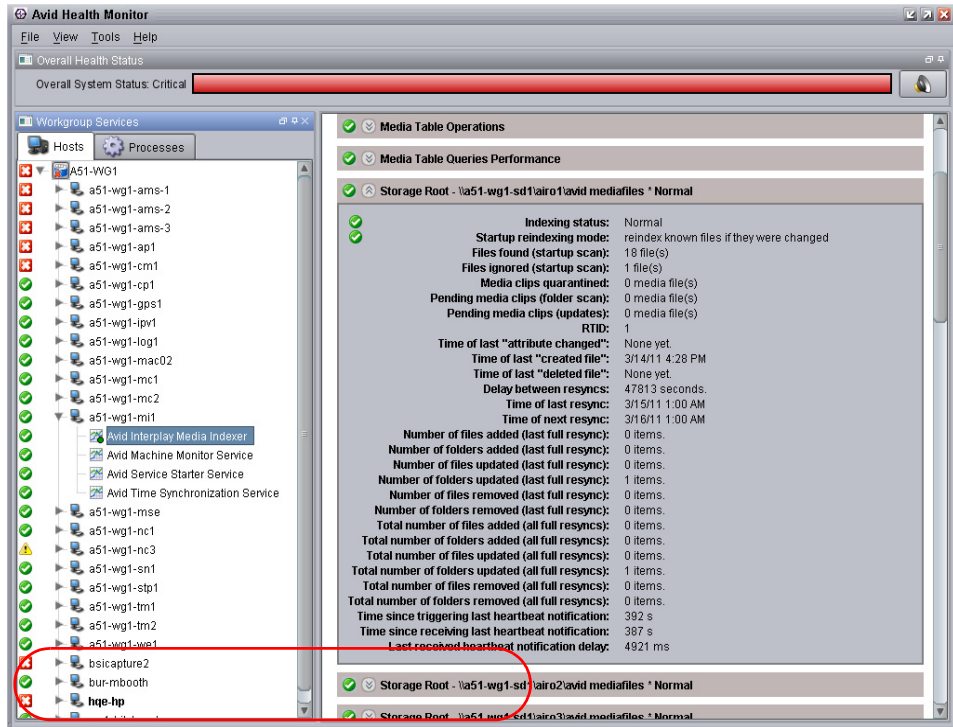 Avid Health Monitor
File View Tools Help
Overall Health Status
Overall System Status: Critical
Workgroup Services
Hosts Processes
A51-WG1
a51-wg1-ams-1
a51-wg1-ams-2
a51-wg1-ams-3
a51-wg1-ap1
a51-wg1-cm1
a51-wg1-cp1
a51-wg1-gps1
a51-wg1-ipv1
a51-wg1-log1
a51-wg1-mac02
a51-wg1-mc1
a51-wg1-mc2
a51-wg1-mi1
Avid Interplay Media Indexer
Avid Machine Monitor Service
Avid Service Starter Service
Avid Time Synchronization Service
a51-wg1-mse
a51-wg1-nc1
a51-wg1-nc3
a51-wg1-sn1
a51-wg1-stp1
a51-wg1-tm1
a51-wg1-tm2
a51-wg1-we1
bsicapture2
bur-mbooth
hqe-hp
Media Table Operations
Media Table Queries Performance
Storage Root - \\a51-wg1-sd1\airo1\avid mediafiles * Normal
Indexing status: Normal
Startup reindexing mode: reindex known files if they were changed
Files found (startup scan): 18 file(s)
Files ignored (startup scan): 1 file(s)
Media clips quarantined: 0 media file(s)
Pending media clips (folder scan): 0 media file(s)
Pending media clips (updates): 0 media file(s)
RTID: 1
Time of last "attribute changed": None yet.
Time of last "created file": 3/14/11 4:28 PM
Time of last "deleted file": None yet.
Delay between resyncs: 47813 seconds.
Time of last resync: 3/15/11 1:00 AM
Time of next resync: 3/16/11 1:00 AM
Number of files added (last full resync): 0 items.
Number of folders added (last full resync): 0 items.
Number of files updated (last full resync): 0 items.
Number of folders updated (last full resync): 1 items.
Number of files removed (last full resync): 0 items.
Number of folders removed (last full resync): 0 items.
Total number of files added (all full resyncs): 0 items.
Total number of folders added (all full resyncs): 0 items.
Total number of files updated (all full resyncs): 0 items.
Total number of folders updated (all full resyncs): 1 items.
Total number of files removed (all full resyncs): 0 items.
Total number of folders removed (all full resyncs): 0 items.
Time since triggering last heartbeat notification: 392 s
Time since receiving last heartbeat notification: 387 s
Last received heartbeat notification delay: 4921 ms
Storage Root - \\a51-wg1-sd1\airo2\avid mediafiles * Normal
Storage Root - \\a51-wg1-sd1\airo3\avid mediafiles * Normal